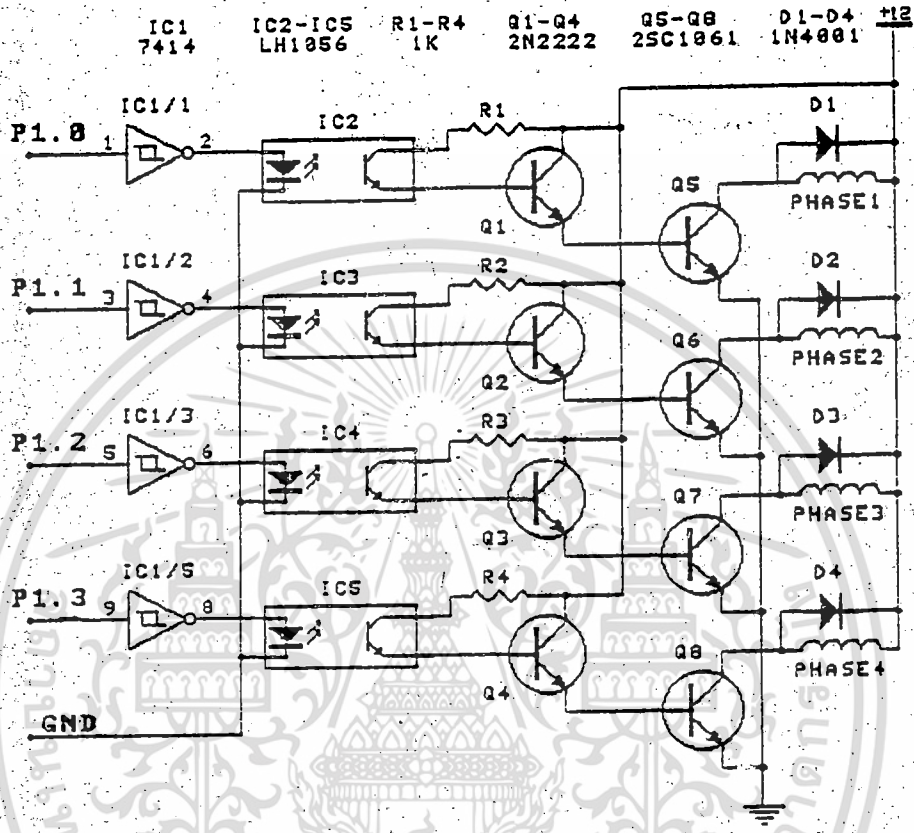 IC1 IC2-IC5 R1-R4 Q1-Q4 Q5-Q8 D1-D4 +12
7414 LH1056 1K 2N2222 2SC1061 1N4001
IC1/1 IC2 R1 D1
P1.0 1 2
Q1 Q5 PHASE1
IC1/2 IC3 R2 D2
P1.1 3 4
Q2 Q6 PHASE2
IC1/3 IC4 R3 D3
P1.2 5 6
Q3 Q7 PHASE3
IC1/5 IC5 R4 D4
P1.3 9 8
Q4 Q8 PHASE4
GND